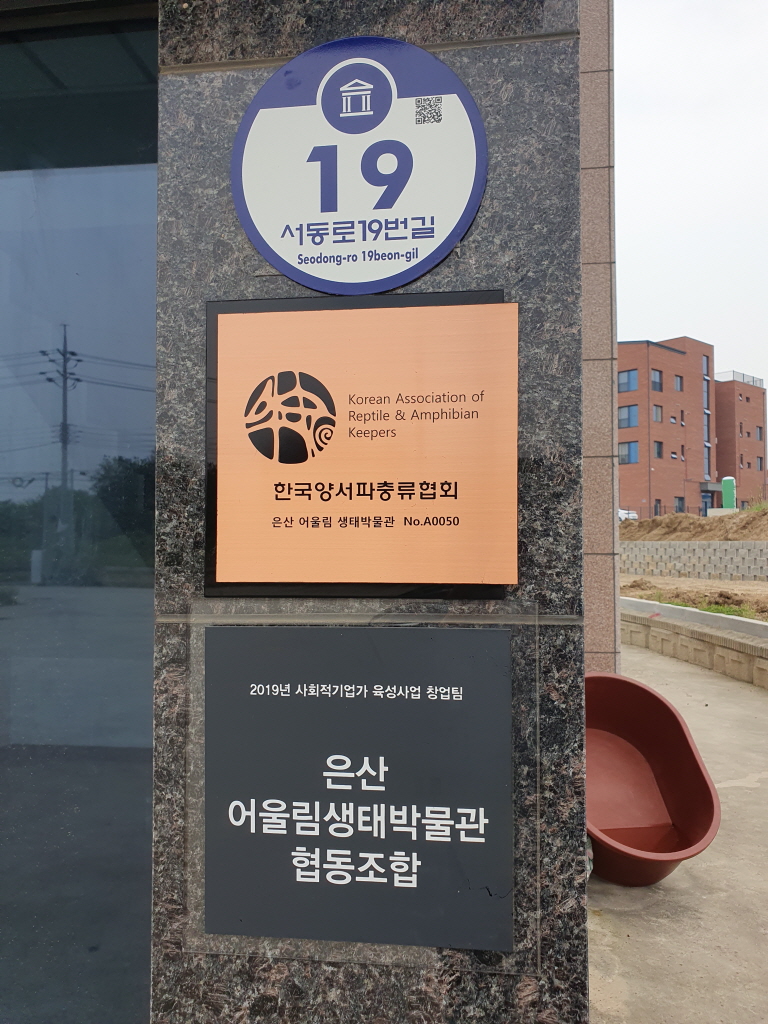 19
서동로19번길
Seodong-ro 19beon-gil
Korean Association of
Reptile & Amphibian
Keepers
한국양서파충류협회
은산 어울림 생태박물관 No.A0050
2019년 사회적기업가 육성사업 창업팀
은산
어울림생태박물관
협동조합